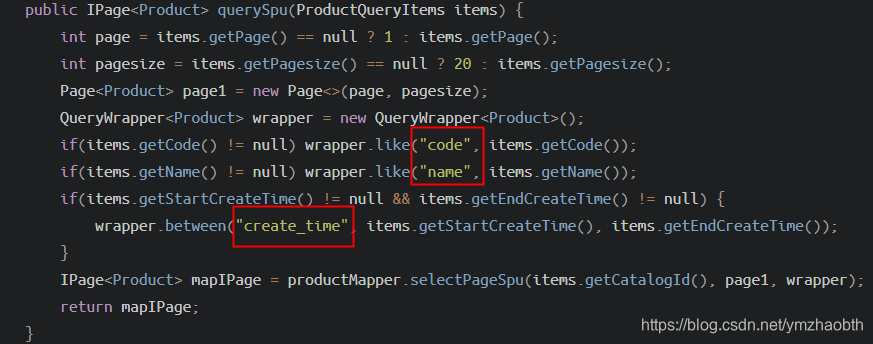 public IPage<Product> querySpu(ProductQueryItems items) {
    int page = items.getPage() == null ? 1 : items.getPage();
    int pagesize = items.getPagesize() == null ? 20 : items.getPagesize();
    Page<Product> page1 = new Page<>(page, pagesize);
    QueryWrapper<Product> wrapper = new QueryWrapper<Product>();
    if(items.getCode() != null) wrapper.like("code", items.getCode());
    if(items.getName() != null) wrapper.like("name", items.getName());
    if(items.getStartCreateTime() != null && items.getEndCreateTime() != null) {
        wrapper.between("create_time", items.getStartCreateTime(), items.getEndCreateTime());
    }
    IPage<Product> mapIPage = productMapper.selectPageSpu(items.getCatalogId(), page1, wrapper);
    return mapIPage;
}
https://blog.csdn.net/ymzhaobth